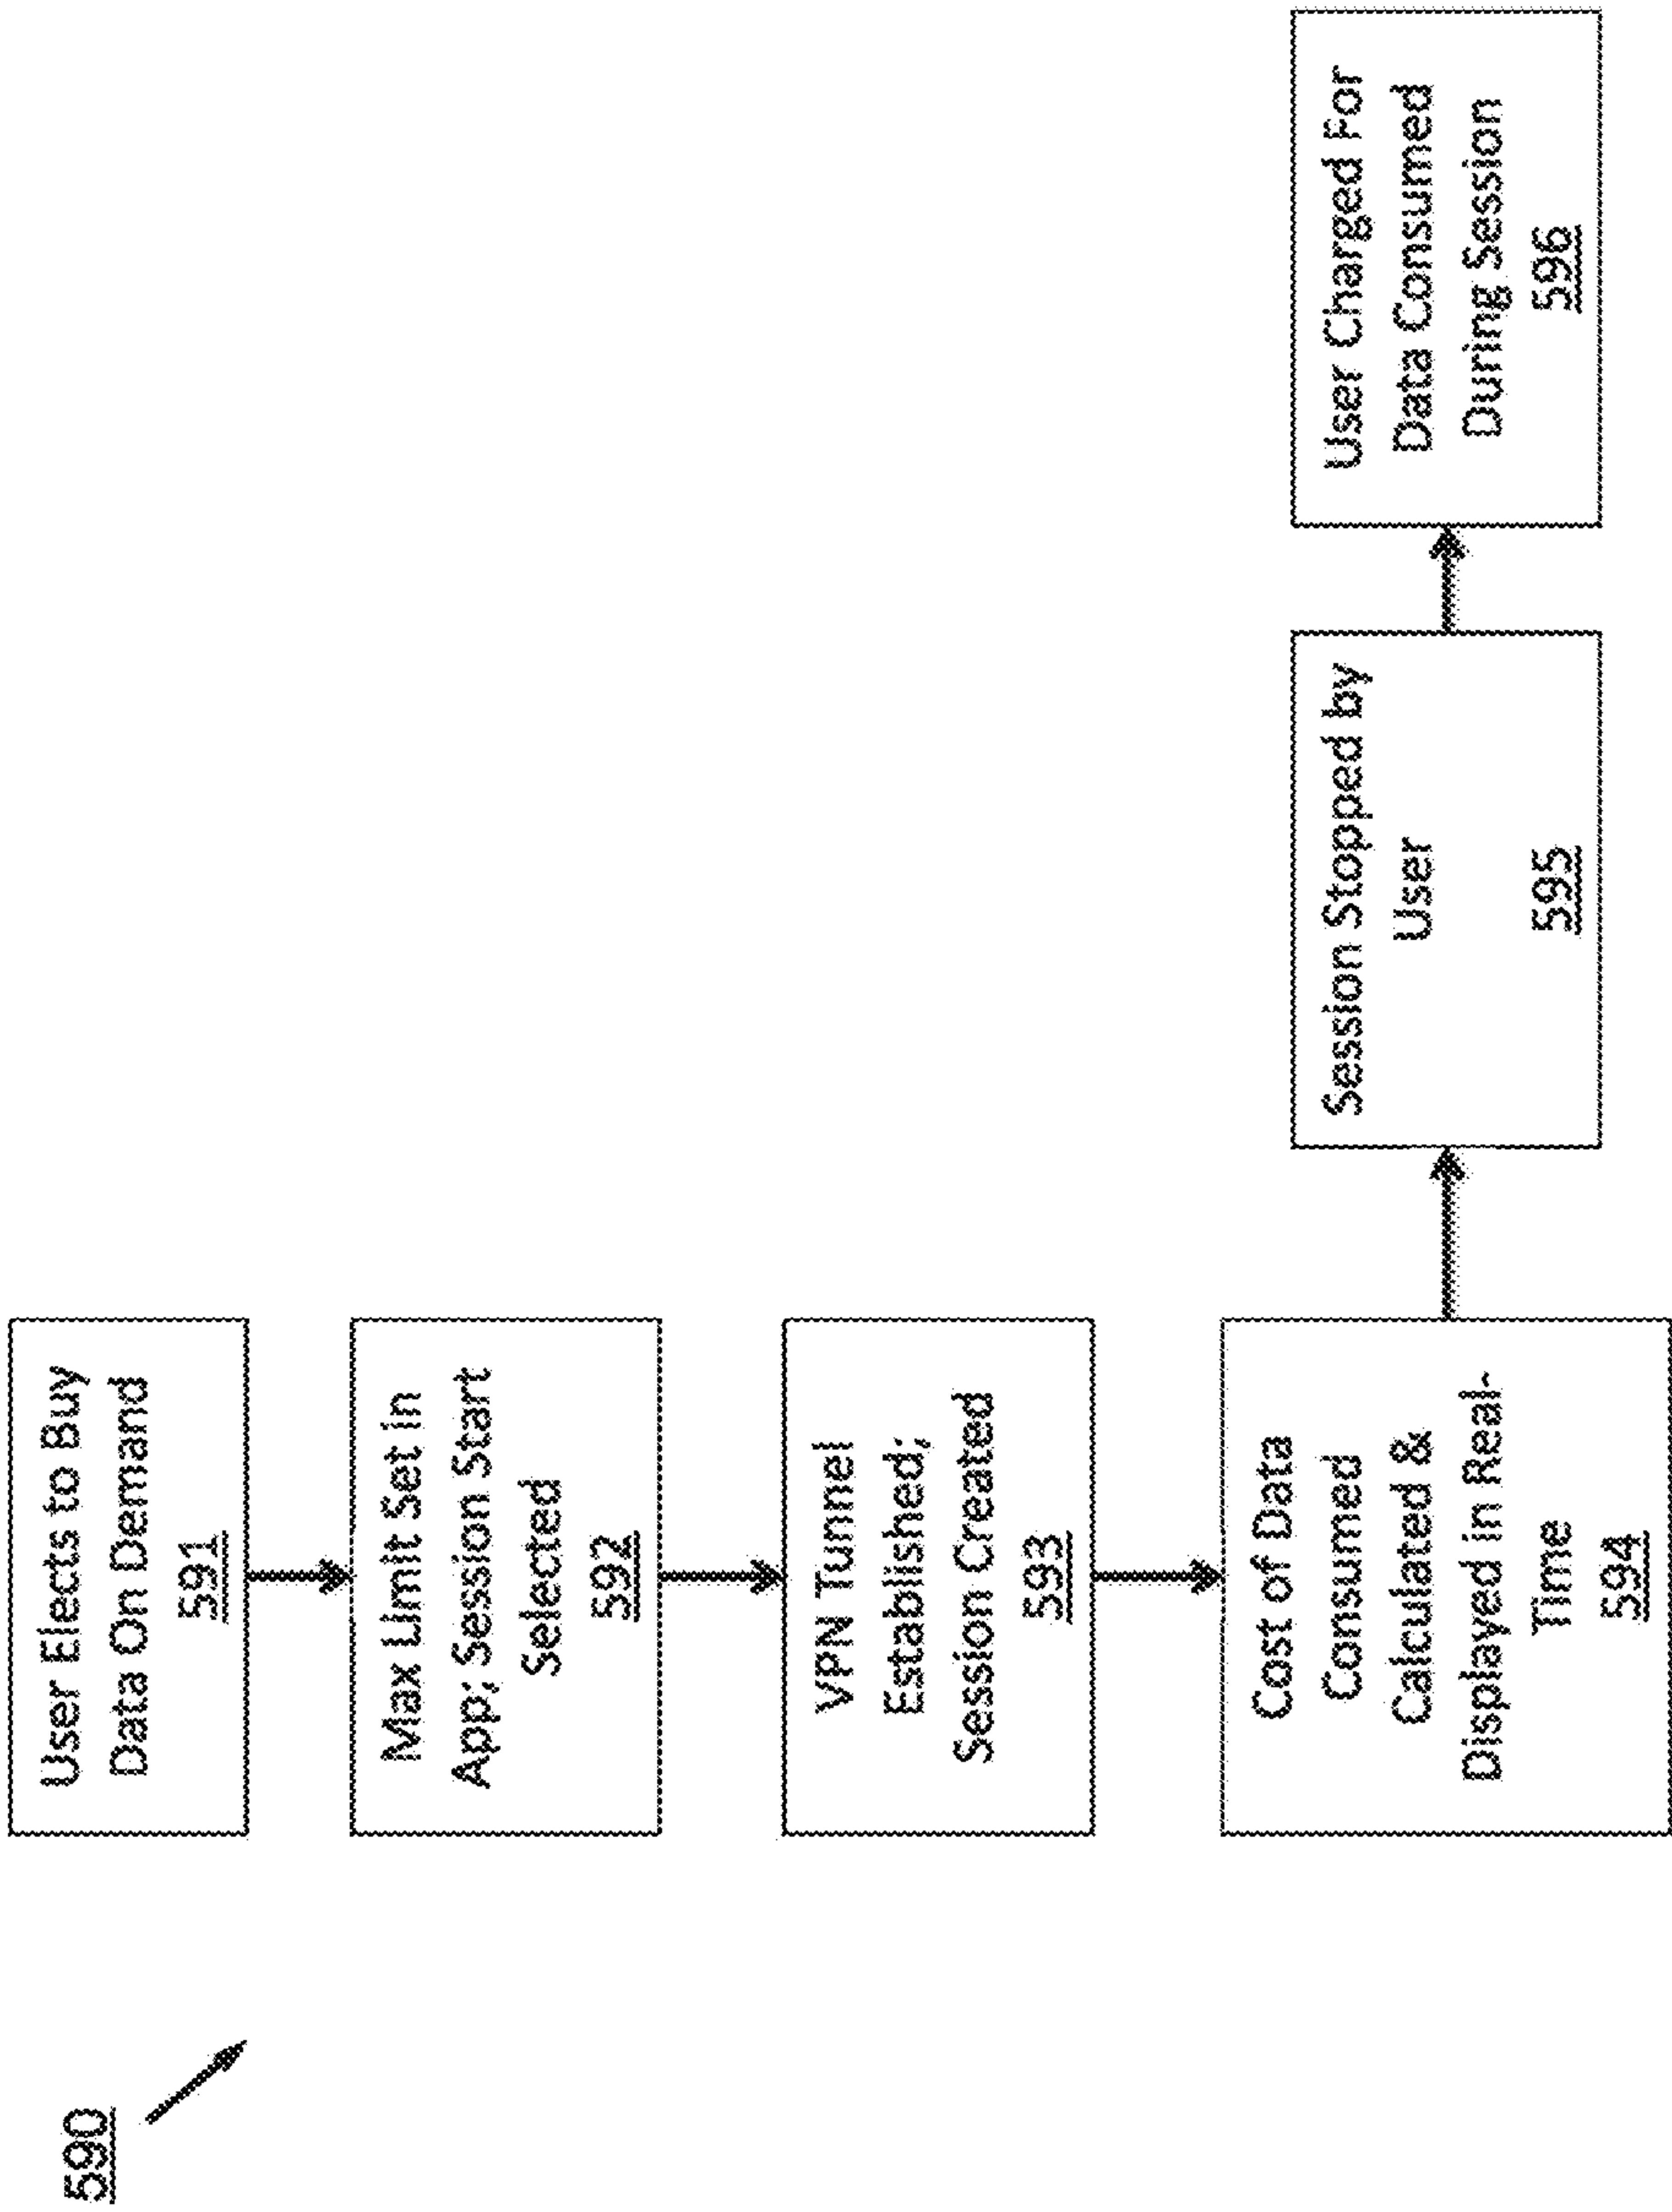 590
User Elects to Buy
Data On Demand
591
Max Limit Set in
App; Session Start
Selected
592
VPN Tunnel
Established;
Session Created
593
Cost of Data
Consumed
Calculated &
Displayed in Real-
Time
594
Session Stopped by
User
595
User Charged For
Data Consumed
During Session
596